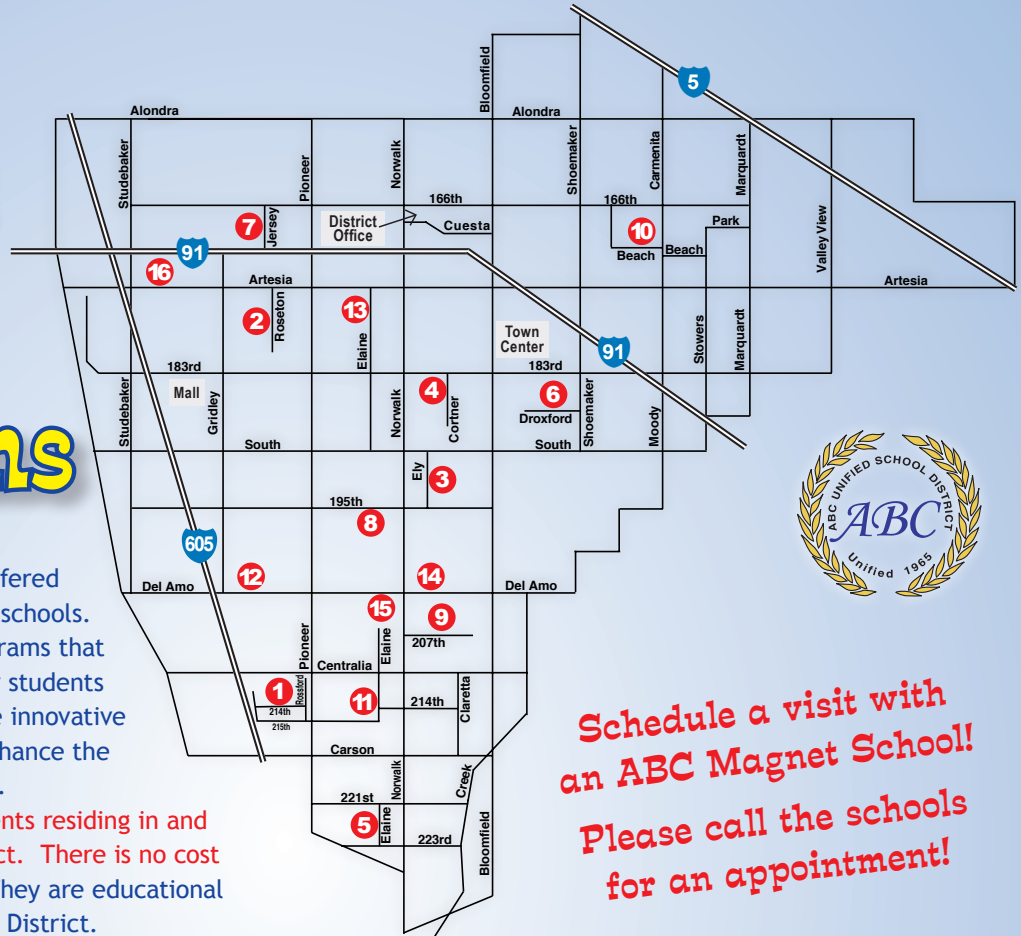 5
Alondra
Alondra
Bloomfield
Studebaker
Pioneer
Norwalk
Shoemaker
Carmenita
Marquardt
166th
166th
7
Jersey
District
Office
Cuesta
10
Park
Beach
Beach
Valley View
91
16
Artesia
Artesia
2
Roseton
13
Elaine
Town
Center
91
Stowers
Marquardt
183rd
183rd
Mall
Studebaker
Gridley
Norwalk
4
Cortner
6
Droxford
Shoemaker
Moody
South
South
ns
Ely
3
195th
8
605
ABC UNIFIED SCHOOL DISTRICT
ABC
Unified 1965
Del Amo
12
14
Del Amo
15
9
Elaine
207th
Pioneer
Centralia
1
Rossford
214th
215th
11
214th
Claretta
Carson
Norwalk
Creek
221st
5
Elaine
223rd
Bloomfield
fered
schools.
rams that
students
innovative
hance the
ents residing in and
ct. There is no cost
hey are educational
District.
Schedule a visit with
an ABC Magnet School!
Please call the schools
for an appointment!